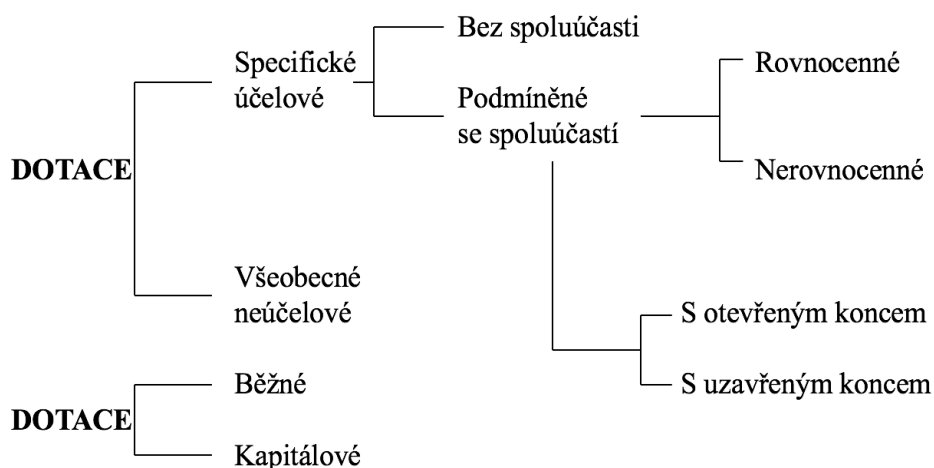 Bez spoluúčasti
Specifické
účelové
Rovnocenné
Podmíněné
se spoluúčastí
DOTACE
Nerovnocenné
Všeobecné
neúčelové
S otevřeným koncem
S uzavřeným koncem
Běžné
DOTACE
Kapitálové